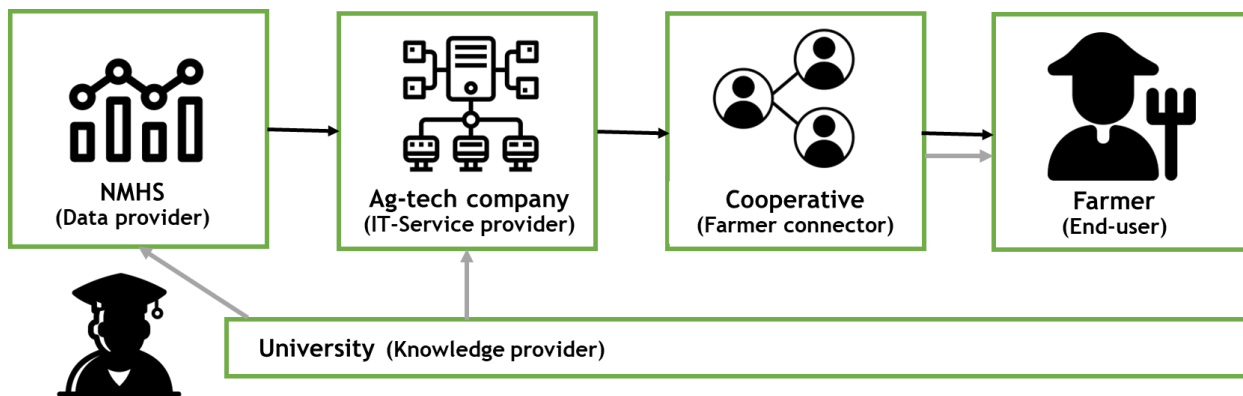 NMHS
(Data provider)
Ag-tech company
(IT-Service provider)
Cooperative
(Farmer connector)
Farmer
(End-user)
University (Knowledge provider)